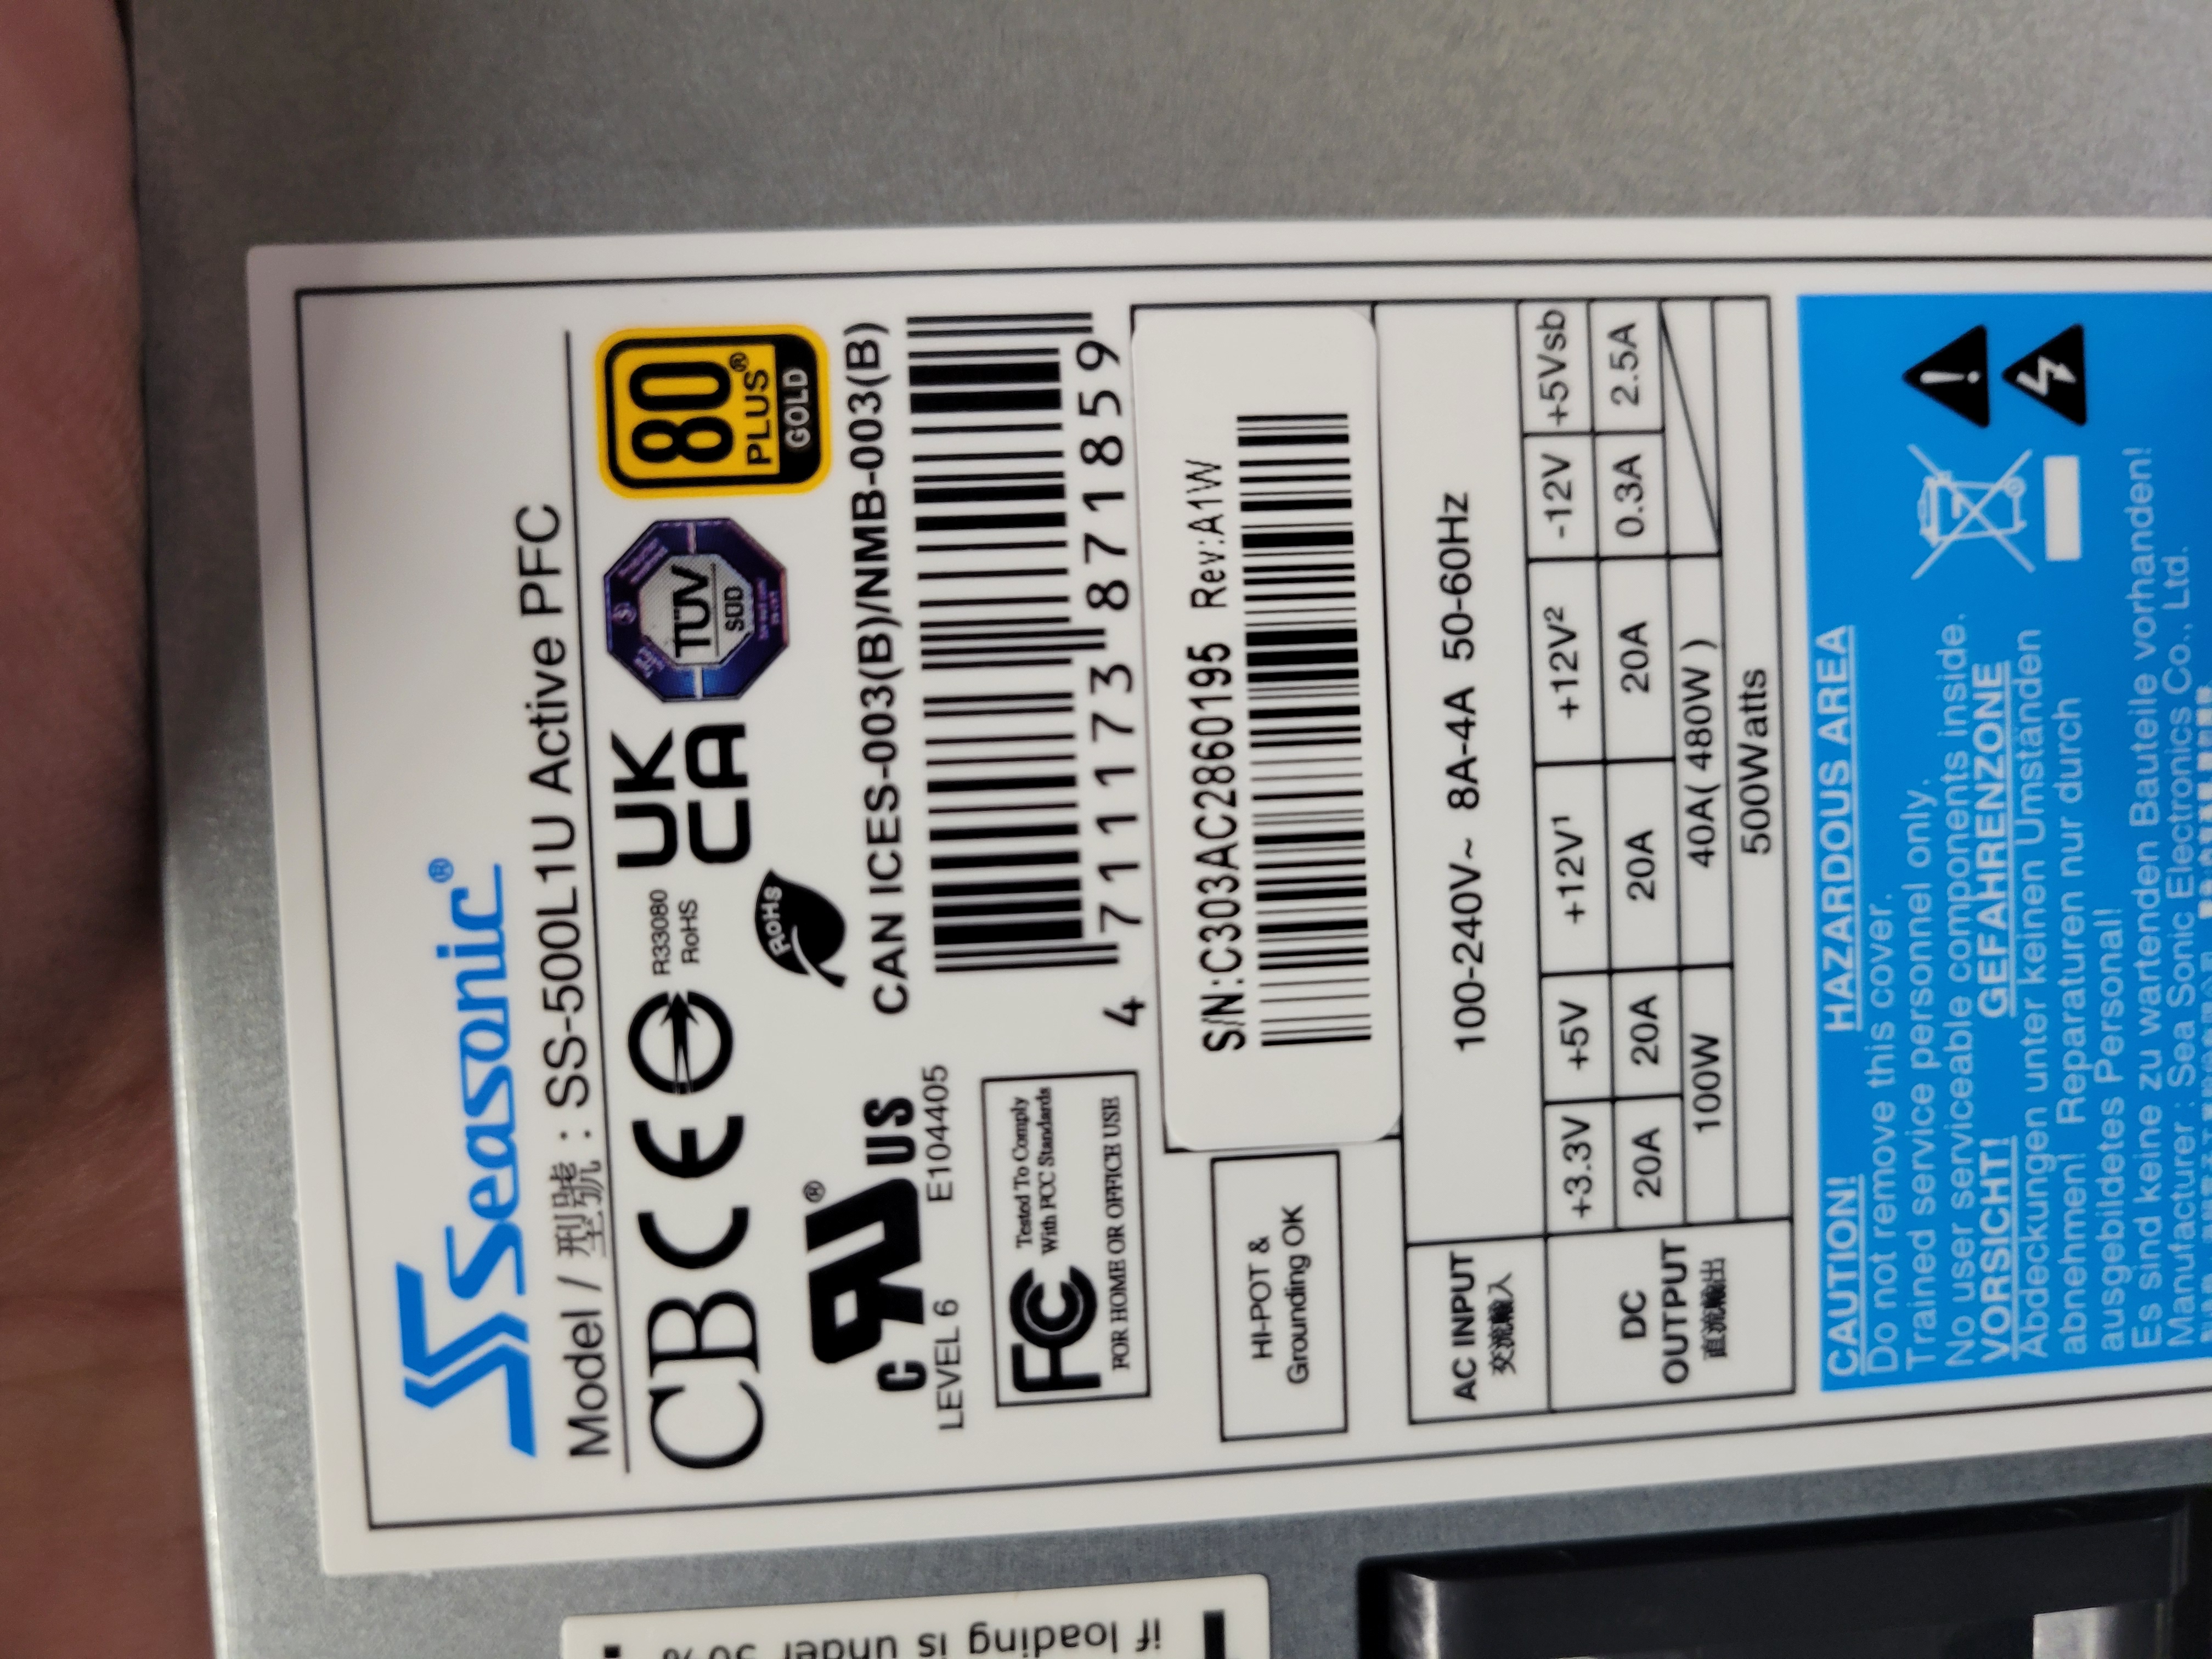 Seasonic®
Model / 型號 : SS-500L1U Active PFC
CB CE R33080 RoHS UK CA TÜV SÜD 80 PLUS® GOLD
RoHS
c RU® US
LEVEL 6 E104405
CAN ICES-003(B)/NMB-003(B)
FC Tested To Comply
With FCC Standards
FOR HOME OR OFFICE USE
4 711173 871859
HI-POT &
Grounding OK
S/N:C303AC2860195 Rev:A1W
AC INPUT
交流輸入
100-240V~ 8A-4A 50-60Hz
DC
OUTPUT
直流輸出
+3.3V +5V +12V¹ +12V² -12V +5Vsb
20A 20A 20A 20A 0.3A 2.5A
100W 40A( 480W )
500Watts
CAUTION! HAZARDOUS AREA
Do not remove this cover.
Trained service personnel only.
No user serviceable components inside.
VORSICHT! GEFAHRENZONE
Abdeckungen unter keinen Umständen
abnehmen! Reparaturen nur durch
ausgebildetes Personal!
Es sind keine zu wartenden Bauteile vorhanden!
Manufacturer : Sea Sonic Electronics Co., Ltd.
if loading is under